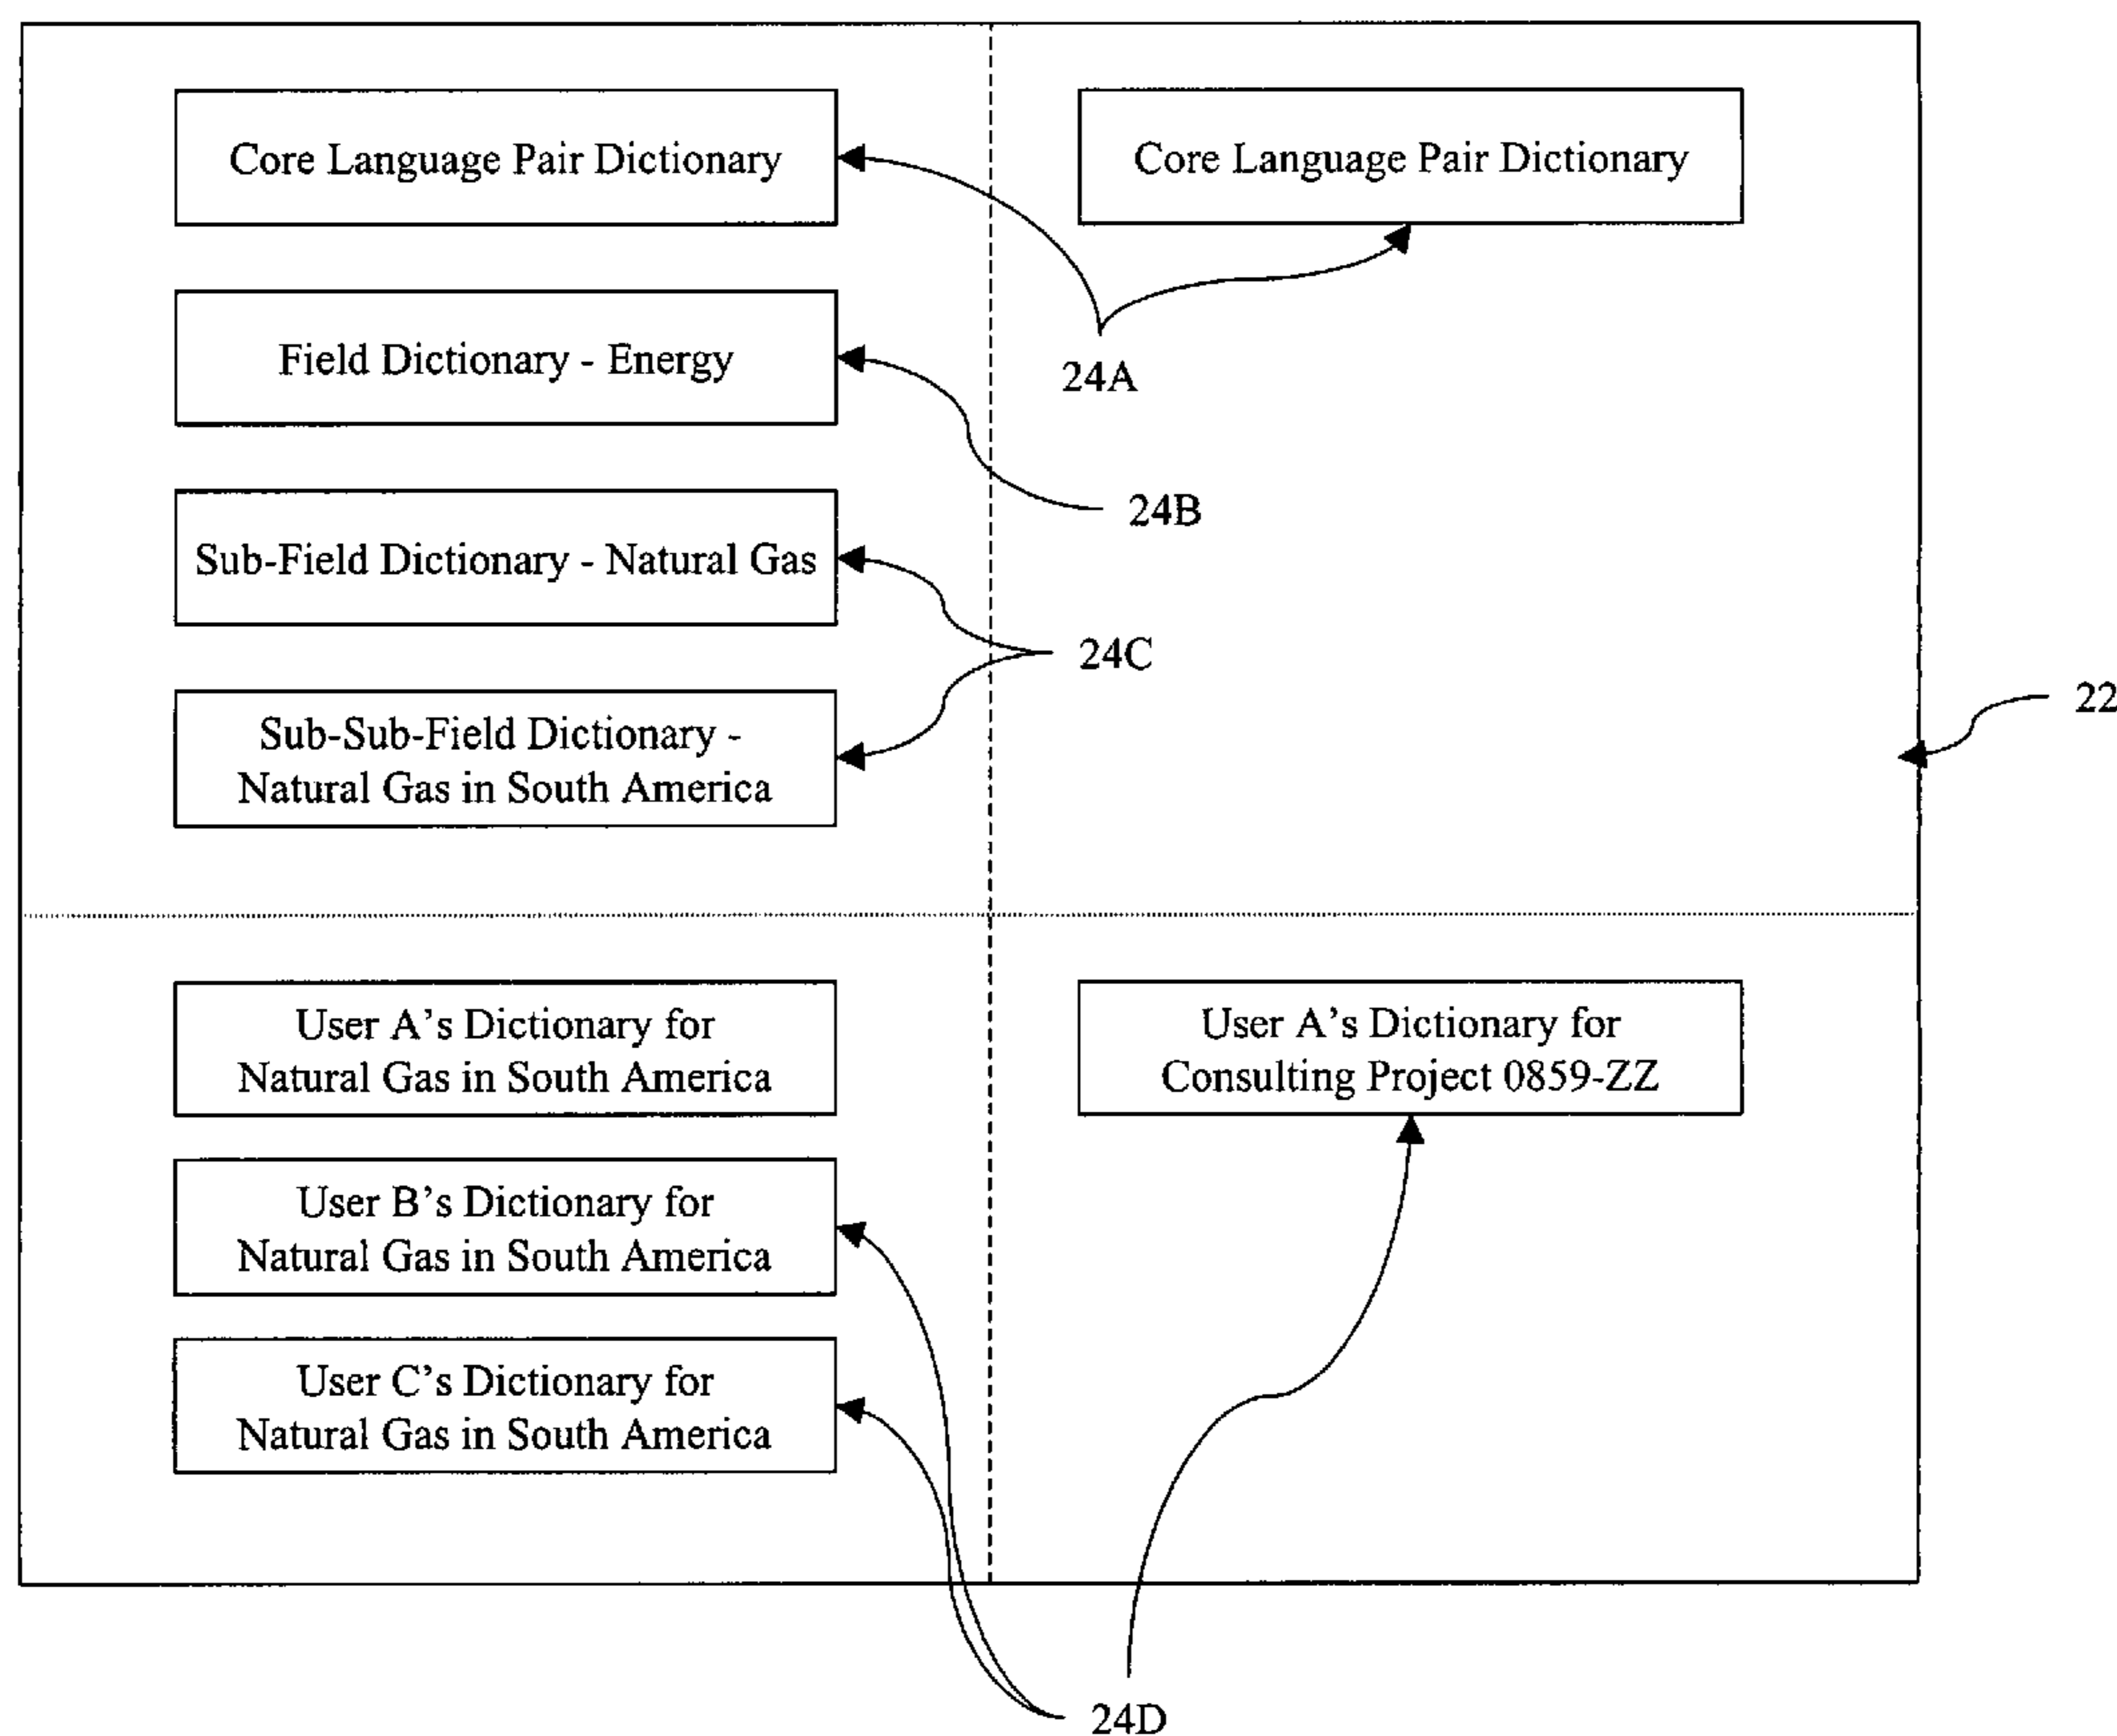 Core Language Pair Dictionary
Core Language Pair Dictionary
Field Dictionary - Energy
24A
24B
Sub-Field Dictionary - Natural Gas
24C
22
Sub-Sub-Field Dictionary -
Natural Gas in South America
User A's Dictionary for
Natural Gas in South America
User A's Dictionary for
Consulting Project 0859-ZZ
User B's Dictionary for
Natural Gas in South America
User C's Dictionary for
Natural Gas in South America
24D